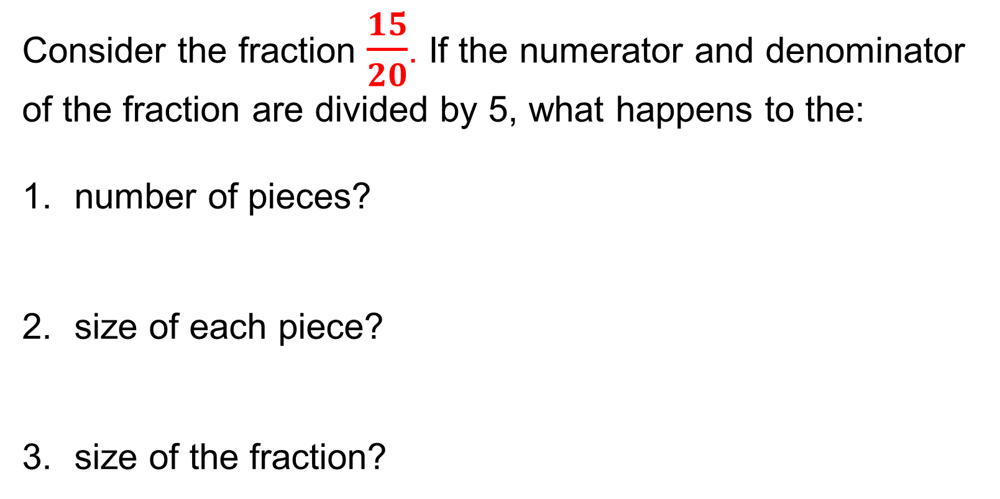 Consider the fraction 15/20. If the numerator and denominator
of the fraction are divided by 5, what happens to the:
1. number of pieces?
2. size of each piece?
3. size of the fraction?